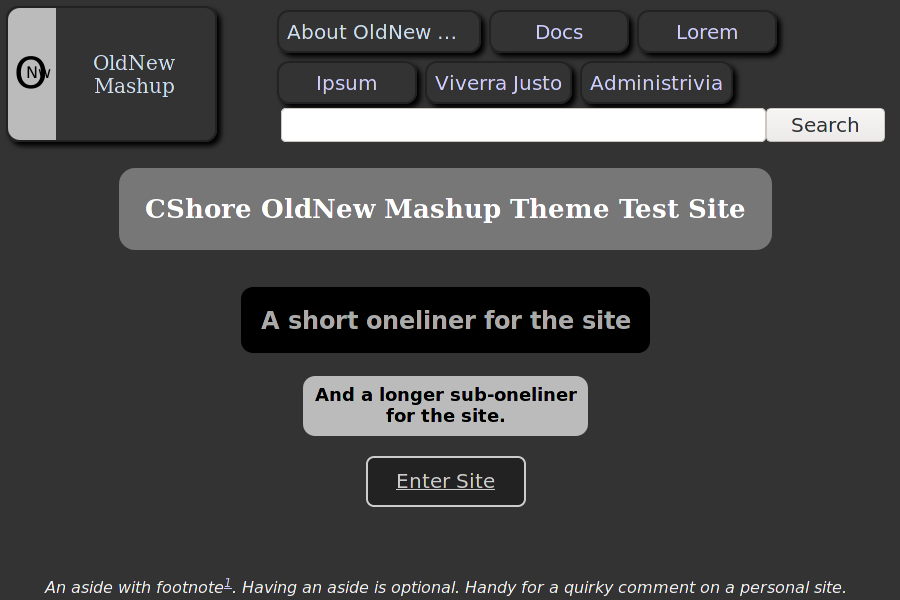 ONw
OldNew
Mashup
About OldNew ...
Docs
Lorem
Ipsum
Viverra Justo
Administrivia
Search
CShore OldNew Mashup Theme Test Site
A short oneliner for the site
And a longer sub-oneliner
for the site.
Enter Site
An aside with footnote1. Having an aside is optional. Handy for a quirky comment on a personal site.